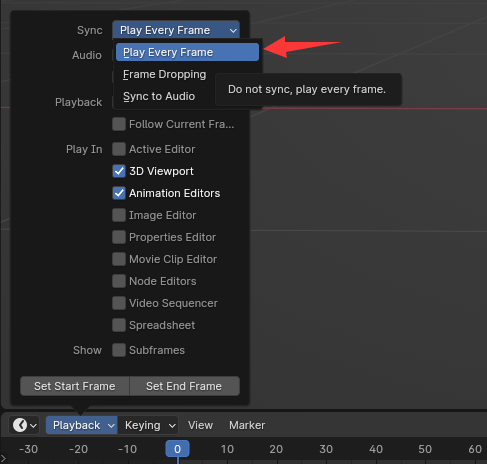 Sync Play Every Frame
Play Every Frame
Audio
Frame Dropping
Do not sync, play every frame.
Sync to Audio
Playback
Follow Current Fra...
Play In Active Editor
3D Viewport
Animation Editors
Image Editor
Properties Editor
Movie Clip Editor
Node Editors
Video Sequencer
Spreadsheet
Show Subframes
Set Start Frame Set End Frame
Playback Keying View Marker
-30 -20 -10 0 10 20 30 40 50 60